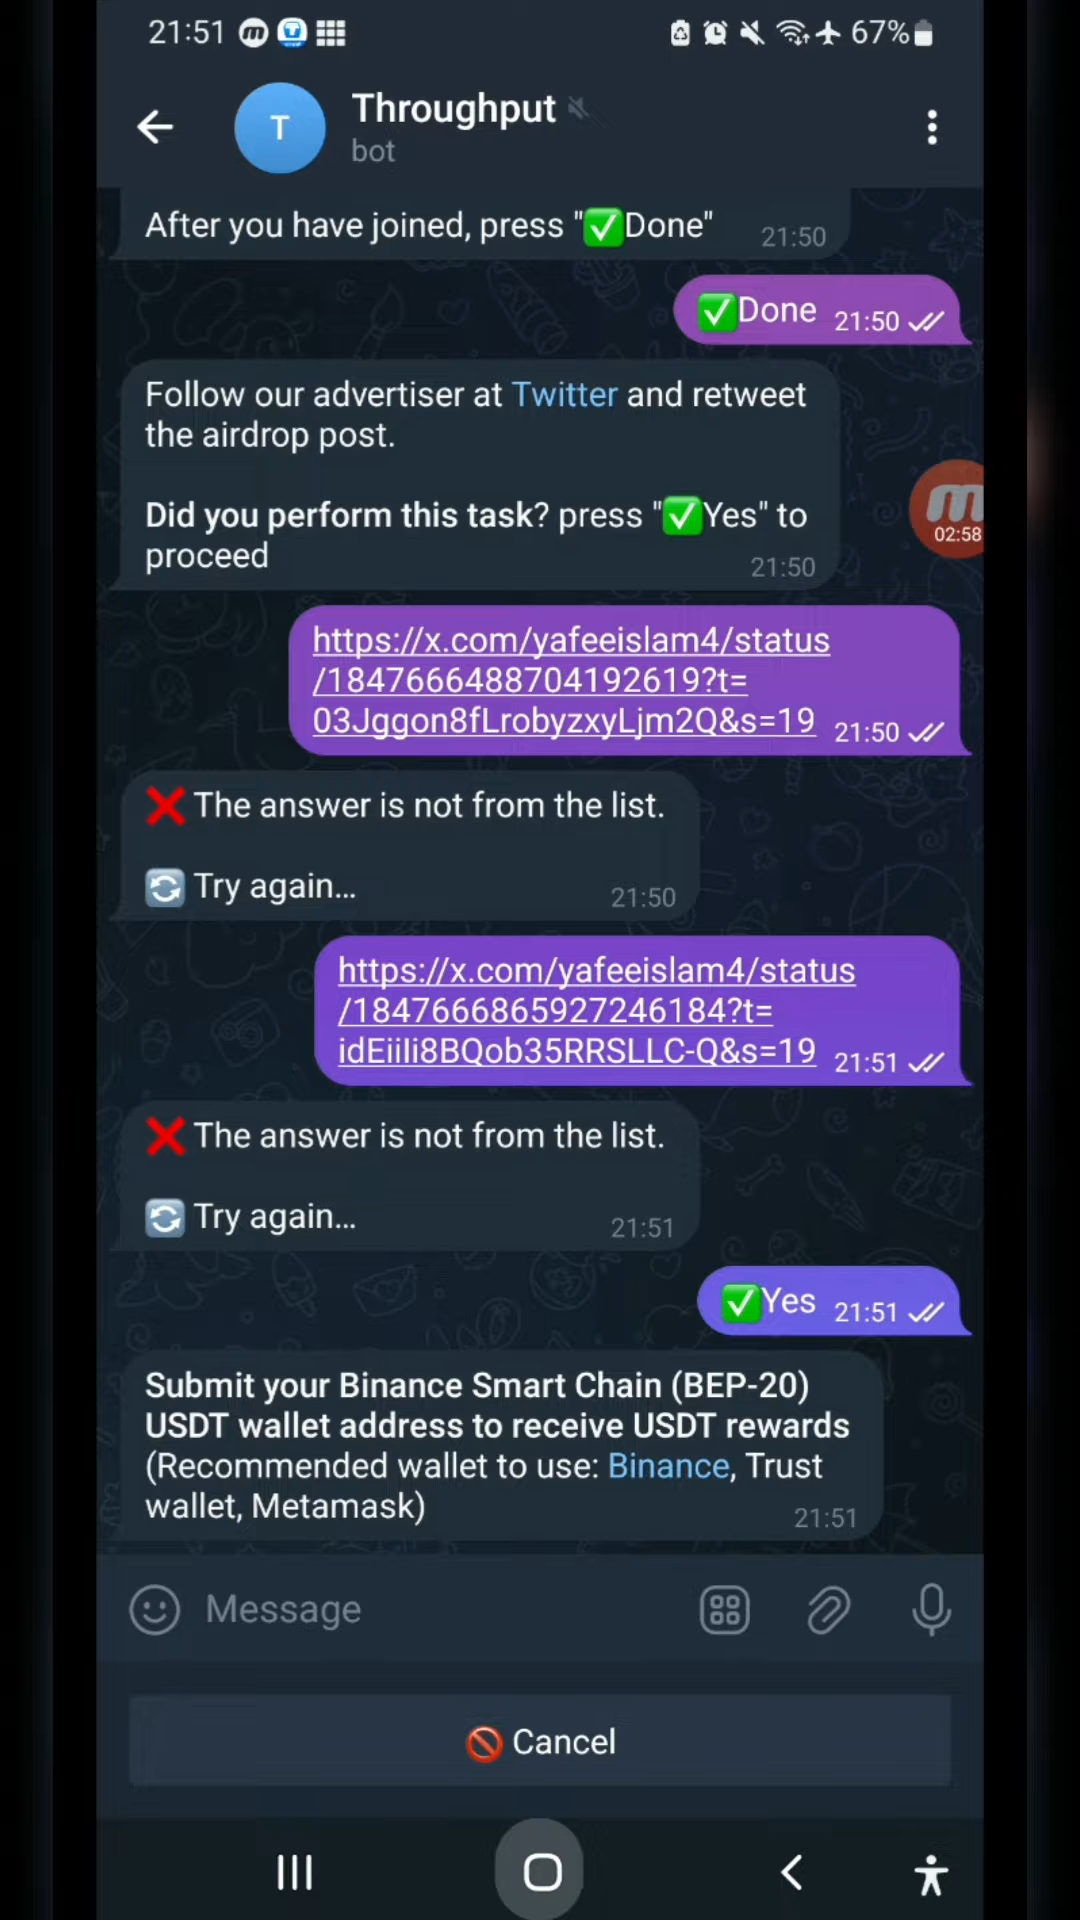 21:51 67%
Throughput
T
bot
After you have joined, press "✅Done" 21:50
✅Done 21:50
Follow our advertiser at Twitter and retweet
the airdrop post.
Did you perform this task? press "✅Yes" to
proceed 21:50
02:58
https://x.com/yafeeislam4/status
/1847666488704192619?t=
03Jggon8fLrobyzxyLjm2Q&s=19 21:50
❌ The answer is not from the list.
🔄 Try again... 21:50
https://x.com/yafeeislam4/status
/1847666865927246184?t=
idEiili8BQob35RRSLLC-Q&s=19 21:51
❌ The answer is not from the list.
🔄 Try again... 21:51
✅Yes 21:51
Submit your Binance Smart Chain (BEP-20)
USDT wallet address to receive USDT rewards
(Recommended wallet to use: Binance, Trust
wallet, Metamask) 21:51
Message
🚫 Cancel